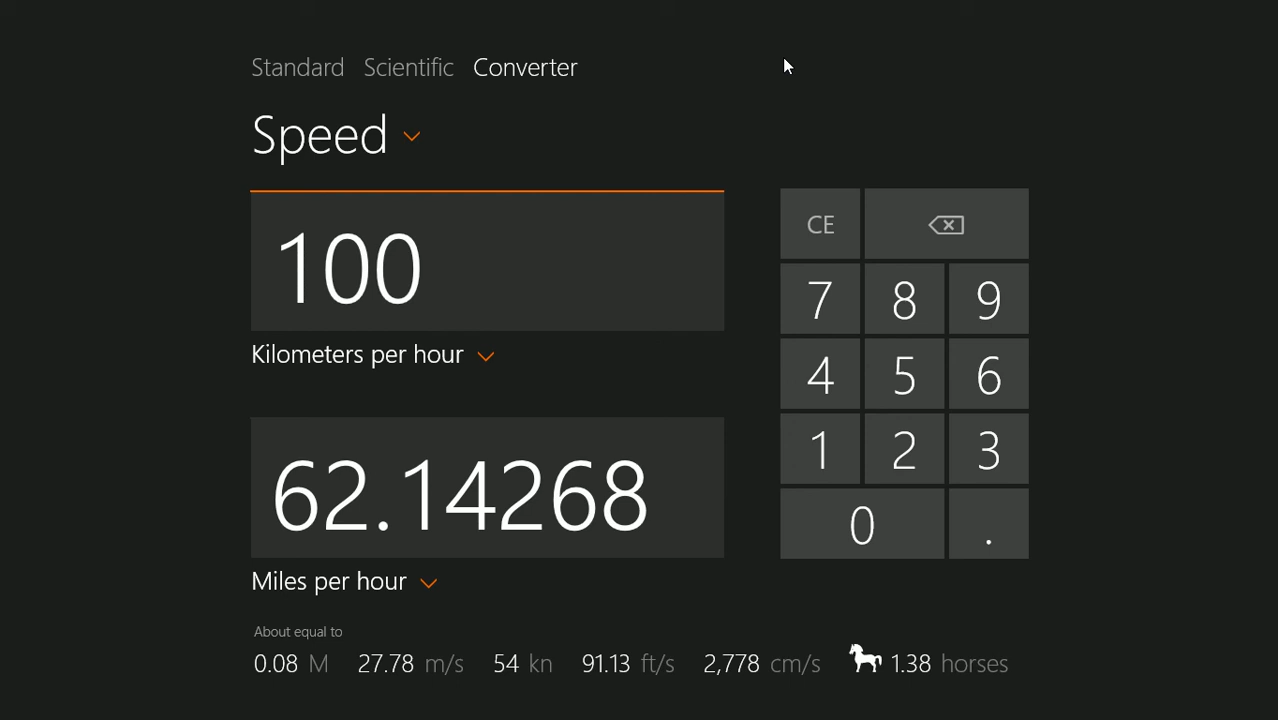 Standard Scientific Converter
Speed
100
Kilometers per hour
62.14268
Miles per hour
About equal to
0.08 M 27.78 m/s 54 kn 91.13 ft/s 2,778 cm/s 1.38 horses
CE
7 8 9
4 5 6
1 2 3
0 .